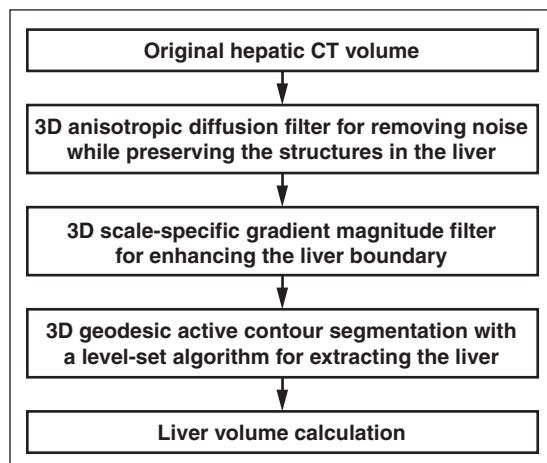 Original hepatic CT volume
3D anisotropic diffusion filter for removing noise
while preserving the structures in the liver
3D scale-specific gradient magnitude filter
for enhancing the liver boundary
3D geodesic active contour segmentation with
a level-set algorithm for extracting the liver
Liver volume calculation